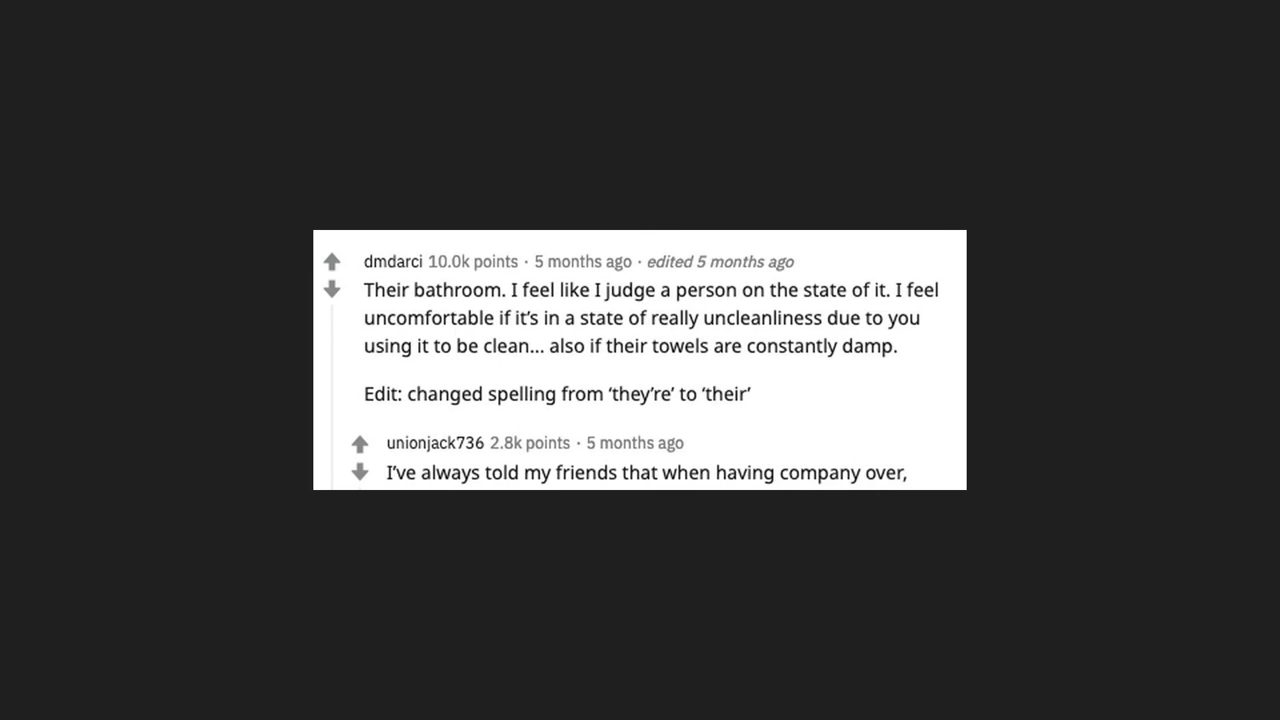 dmdarci 10.0k points · 5 months ago · edited 5 months ago
Their bathroom. I feel like I judge a person on the state of it. I feel
uncomfortable if it’s in a state of really uncleanliness due to you
using it to be clean... also if their towels are constantly damp.
Edit: changed spelling from ‘they’re’ to ‘their’
unionjack736 2.8k points · 5 months ago
I’ve always told my friends that when having company over,